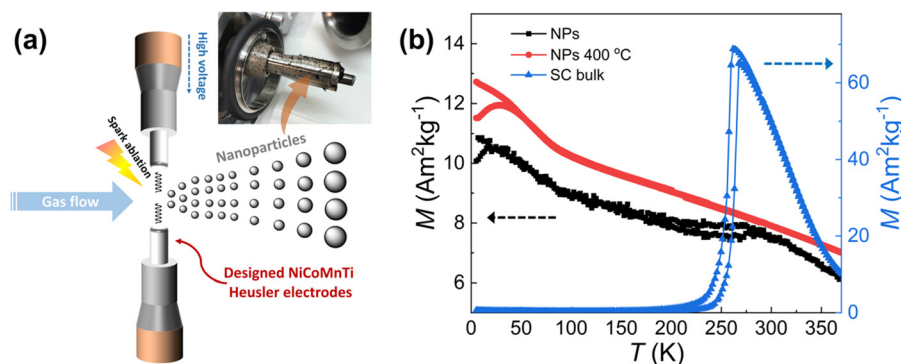 (a)
High voltage
Spark ablation
Nanoparticles
Gas flow
Designed NiCoMnTi
Heusler electrodes
(b)
NPs
NPs 400 °C
SC bulk
M (Am²kg⁻¹)
14
12
10
8
6
M (Am²kg⁻¹)
60
40
20
0
0 50 100 150 200 250 300 350
T (K)